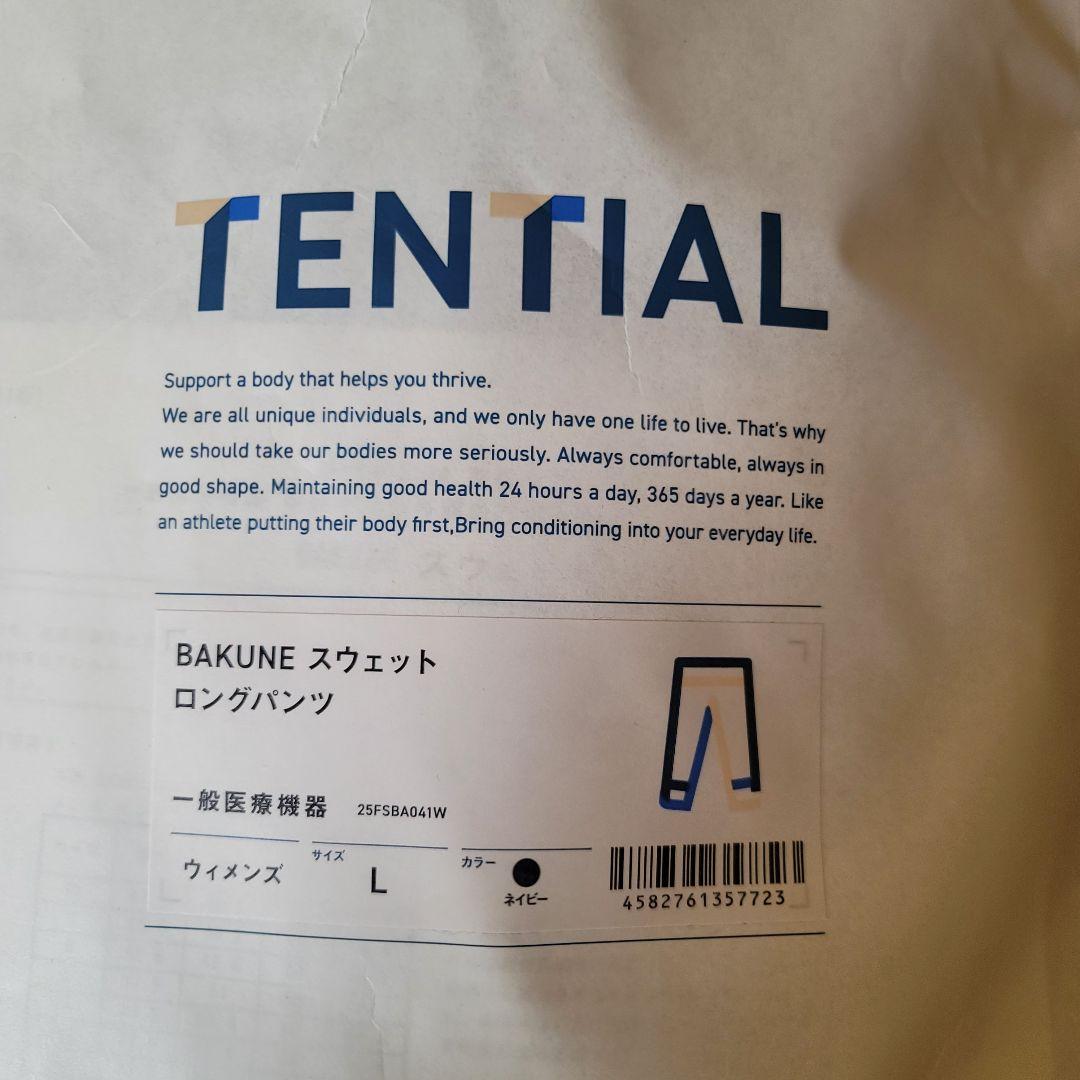 TENTIAL
Support a body that helps you thrive.
We are all unique individuals, and we only have one life to live. That's why
we should take our bodies more seriously. Always comfortable, always in
good shape. Maintaining good health 24 hours a day, 365 days a year. Like
an athlete putting their body first,Bring conditioning into your everyday life.
BAKUNE スウェット
ロングパンツ
一般医療機器 25FSBA041W
ウィメンズ
サイズ
L
カラー
ネイビー
4582761357723